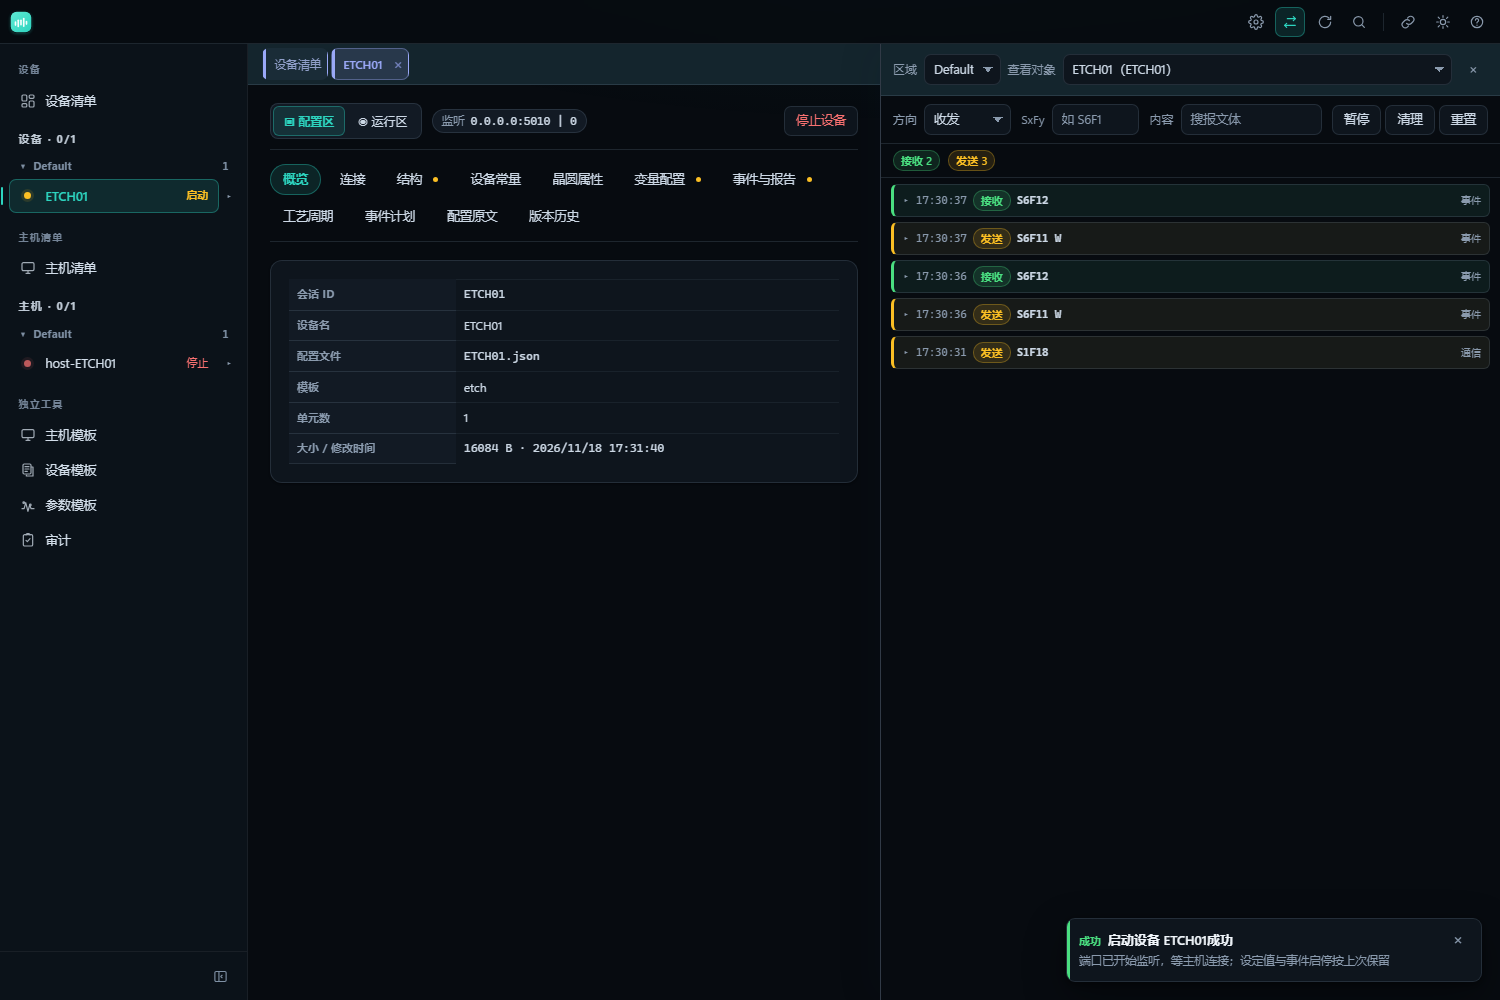 设备
设备清单
设备 · 0/1
Default 1
ETCH01 启动
主机清单
主机清单
主机 · 0/1
Default 1
host-ETCH01 停止
独立工具
主机模板
设备模板
参数模板
审计
设备清单 ETCH01 ×
配置区 运行区 监听 0.0.0.0:5010 | 0 停止设备
概览 连接 结构 设备常量 晶圆属性 变量配置 事件与报告
工艺周期 事件计划 配置原文 版本历史
会话 ID ETCH01
设备名 ETCH01
配置文件 ETCH01.json
模板 etch
单元数 1
大小 / 修改时间 16084 B · 2026/11/18 17:31:40
区域 Default 查看对象 ETCH01 (ETCH01) ×
方向 收发 SxFy 如 S6F1 内容 搜报文体 暂停 清理 重置
接收 2 发送 3
17:30:37 接收 S6F12 事件
17:30:37 发送 S6F11 W 事件
17:30:36 接收 S6F12 事件
17:30:36 发送 S6F11 W 事件
17:30:31 发送 S1F18 通信
成功 启动设备 ETCH01成功 ×
端口已开始监听，等主机连接；设定值与事件启停按上次保留